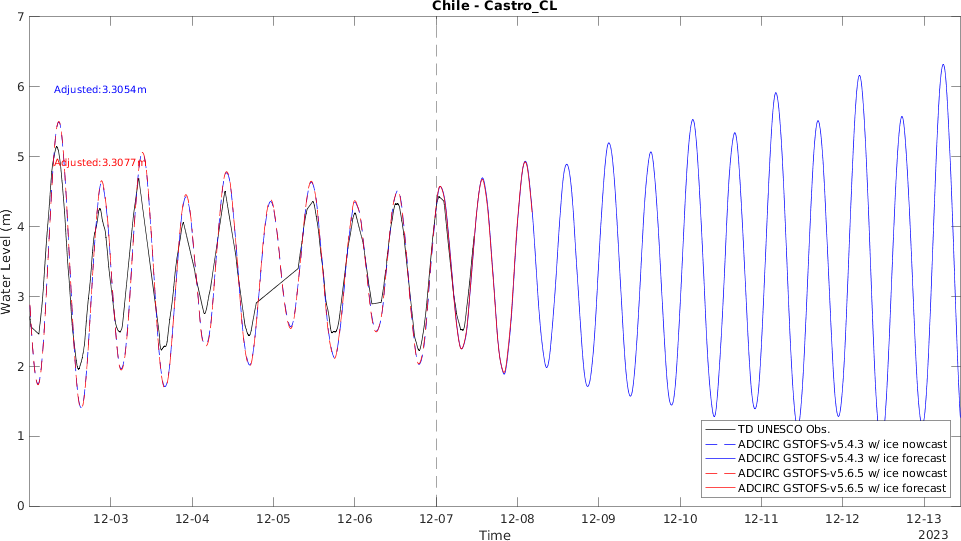 Chile - Castro_CL
7
6
5
4
3
2
1
0
Water Level (m)
Adjusted:3.3054m
Adjusted:3.3077m
TD UNESCO Obs.
ADCIRC GSTOFS-v5.4.3 w/ ice nowcast
ADCIRC GSTOFS-v5.4.3 w/ ice forecast
ADCIRC GSTOFS-v5.6.5 w/ ice nowcast
ADCIRC GSTOFS-v5.6.5 w/ ice forecast
12-03 12-04 12-05 12-06 12-07 12-08 12-09 12-10 12-11 12-12 12-13
Time
2023